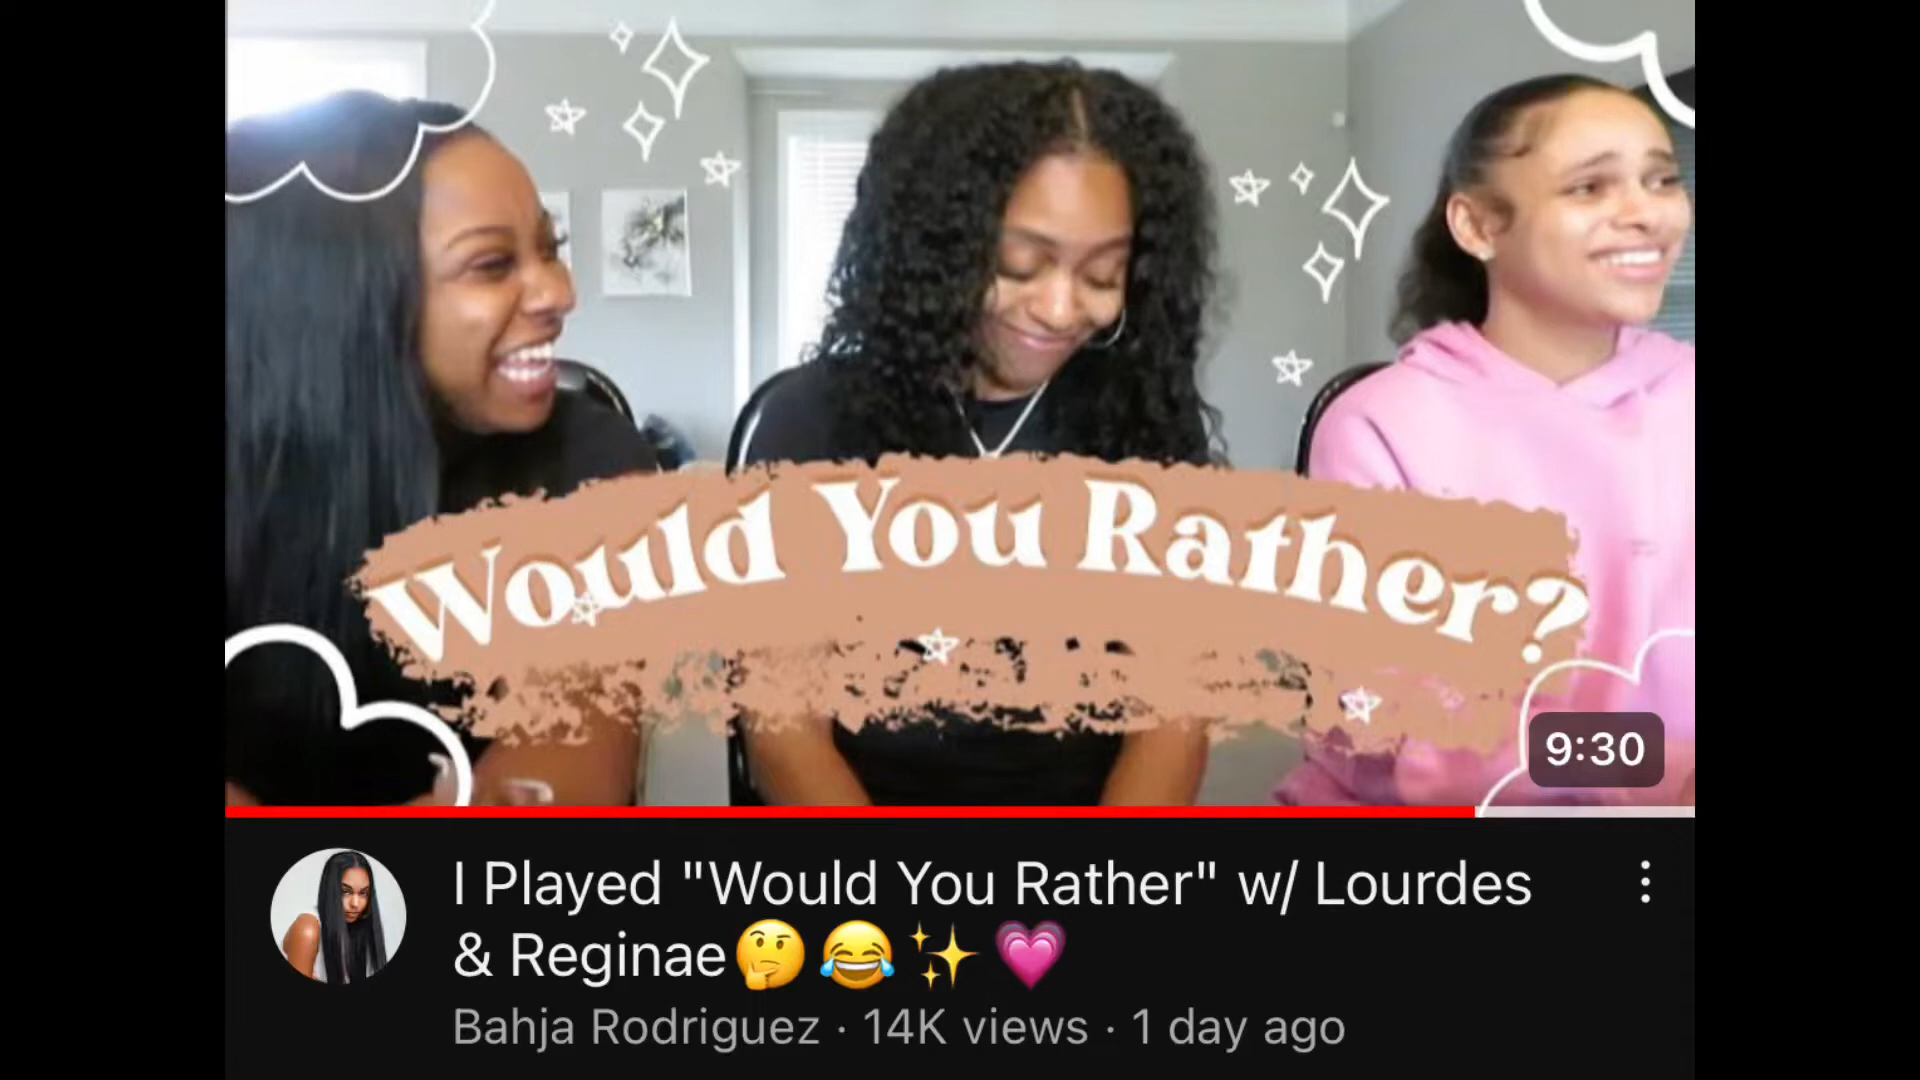 Would You Rather?
9:30
I Played "Would You Rather" w/ Lourdes
& Reginae🤔😂✨💗
Bahja Rodriguez · 14K views · 1 day ago